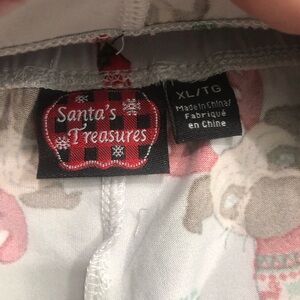 Santa's
Treasures
XL/TG
Made in China/
Fabriqué
en Chine